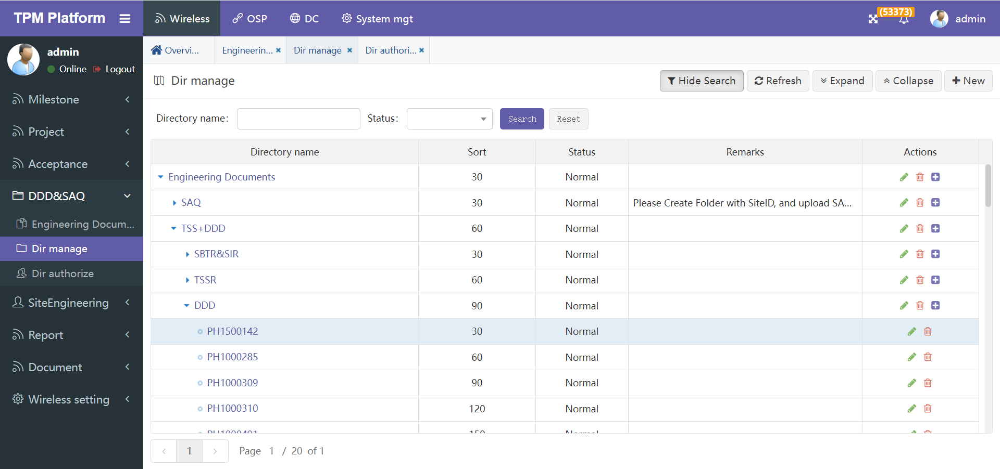 TPM Platform
Wireless
OSP
DC
System mgt
(53373)
admin
admin
Online
Logout
Overvi...
Engineerin...
Dir manage
Dir authori...
Milestone
Project
Acceptance
DDD&SAQ
Engineering Docum...
Dir manage
Dir authorize
SiteEngineering
Report
Document
Wireless setting
Dir manage
Hide Search
Refresh
Expand
Collapse
New
Directory name:
Status:
Search
Reset
Directory name Sort Status Remarks Actions
Engineering Documents 30 Normal
SAQ 30 Normal Please Create Folder with SiteID, and upload SA...
TSS+DDD 60 Normal
SBTR&SIR 30 Normal
TSSR 60 Normal
DDD 90 Normal
PH1500142 30 Normal
PH1000285 60 Normal
PH1000309 90 Normal
PH1000310 120 Normal
1
Page 1 / 20 of 1